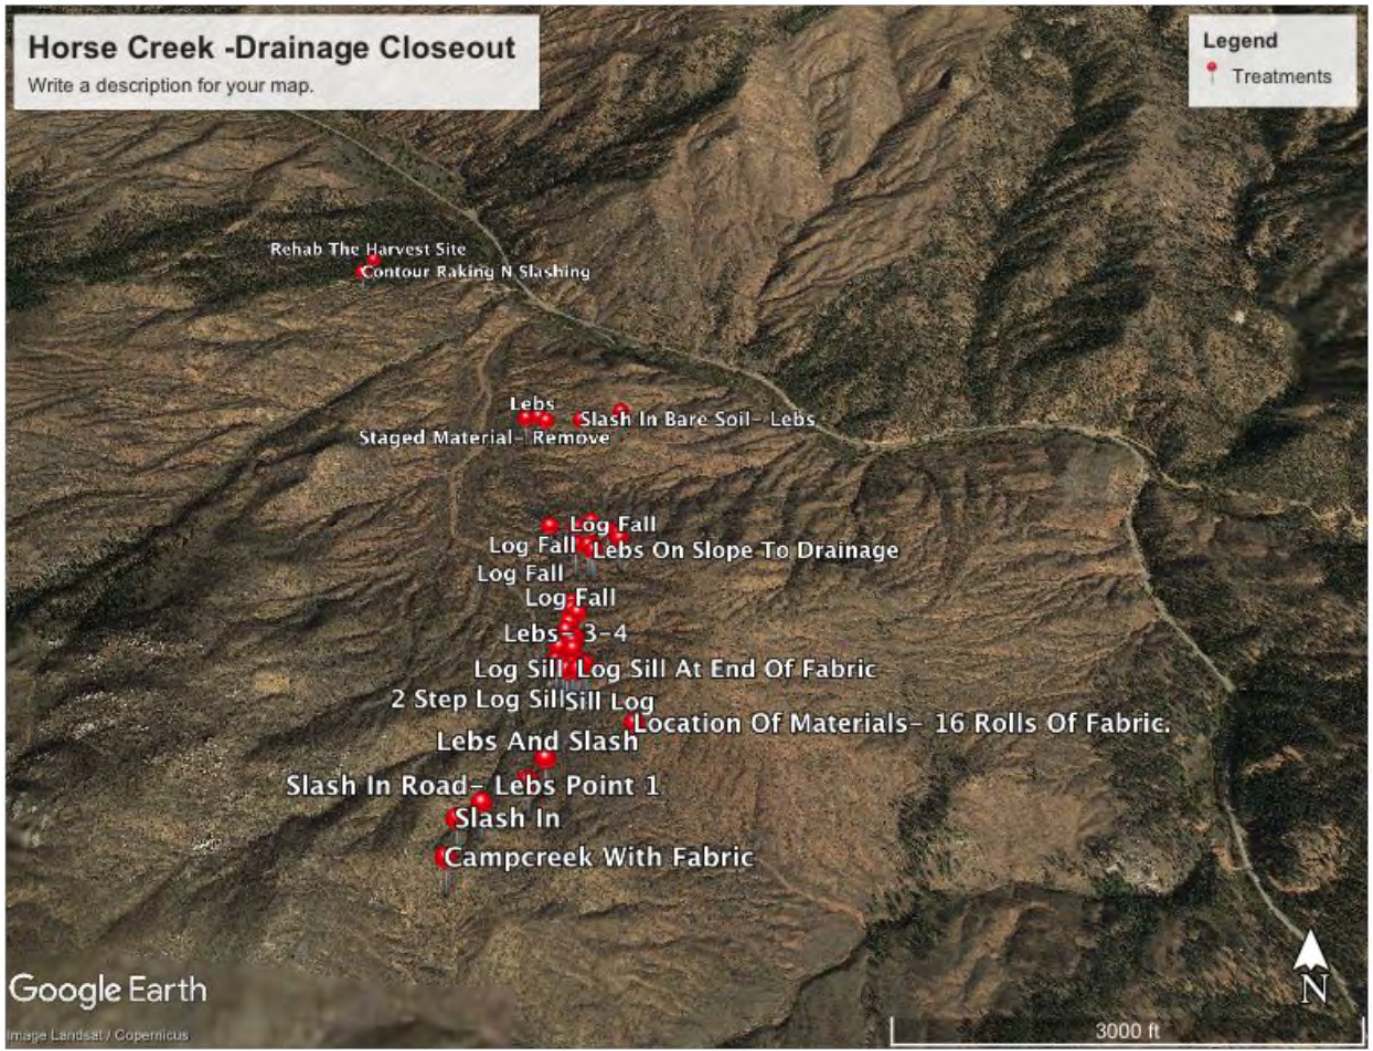 Horse Creek -Drainage Closeout
Write a description for your map.
Legend
Treatments
Rehab The Harvest Site
Contour Raking N Slashing
Lebs
Slash In Bare Soil- Lebs
Staged Material- Remove
Log Fall
Log Fall
Lebs On Slope To Drainage
Log Fall
Log Fall
Lebs- 3-4
Log Sill
Log Sill At End Of Fabric
2 Step Log Sill
Sill Log
Location Of Materials- 16 Rolls Of Fabric.
Lebs And Slash
Slash In Road- Lebs Point 1
Slash In
Campcreek With Fabric
Google Earth
Image Landsat / Copernicus
N
3000 ft